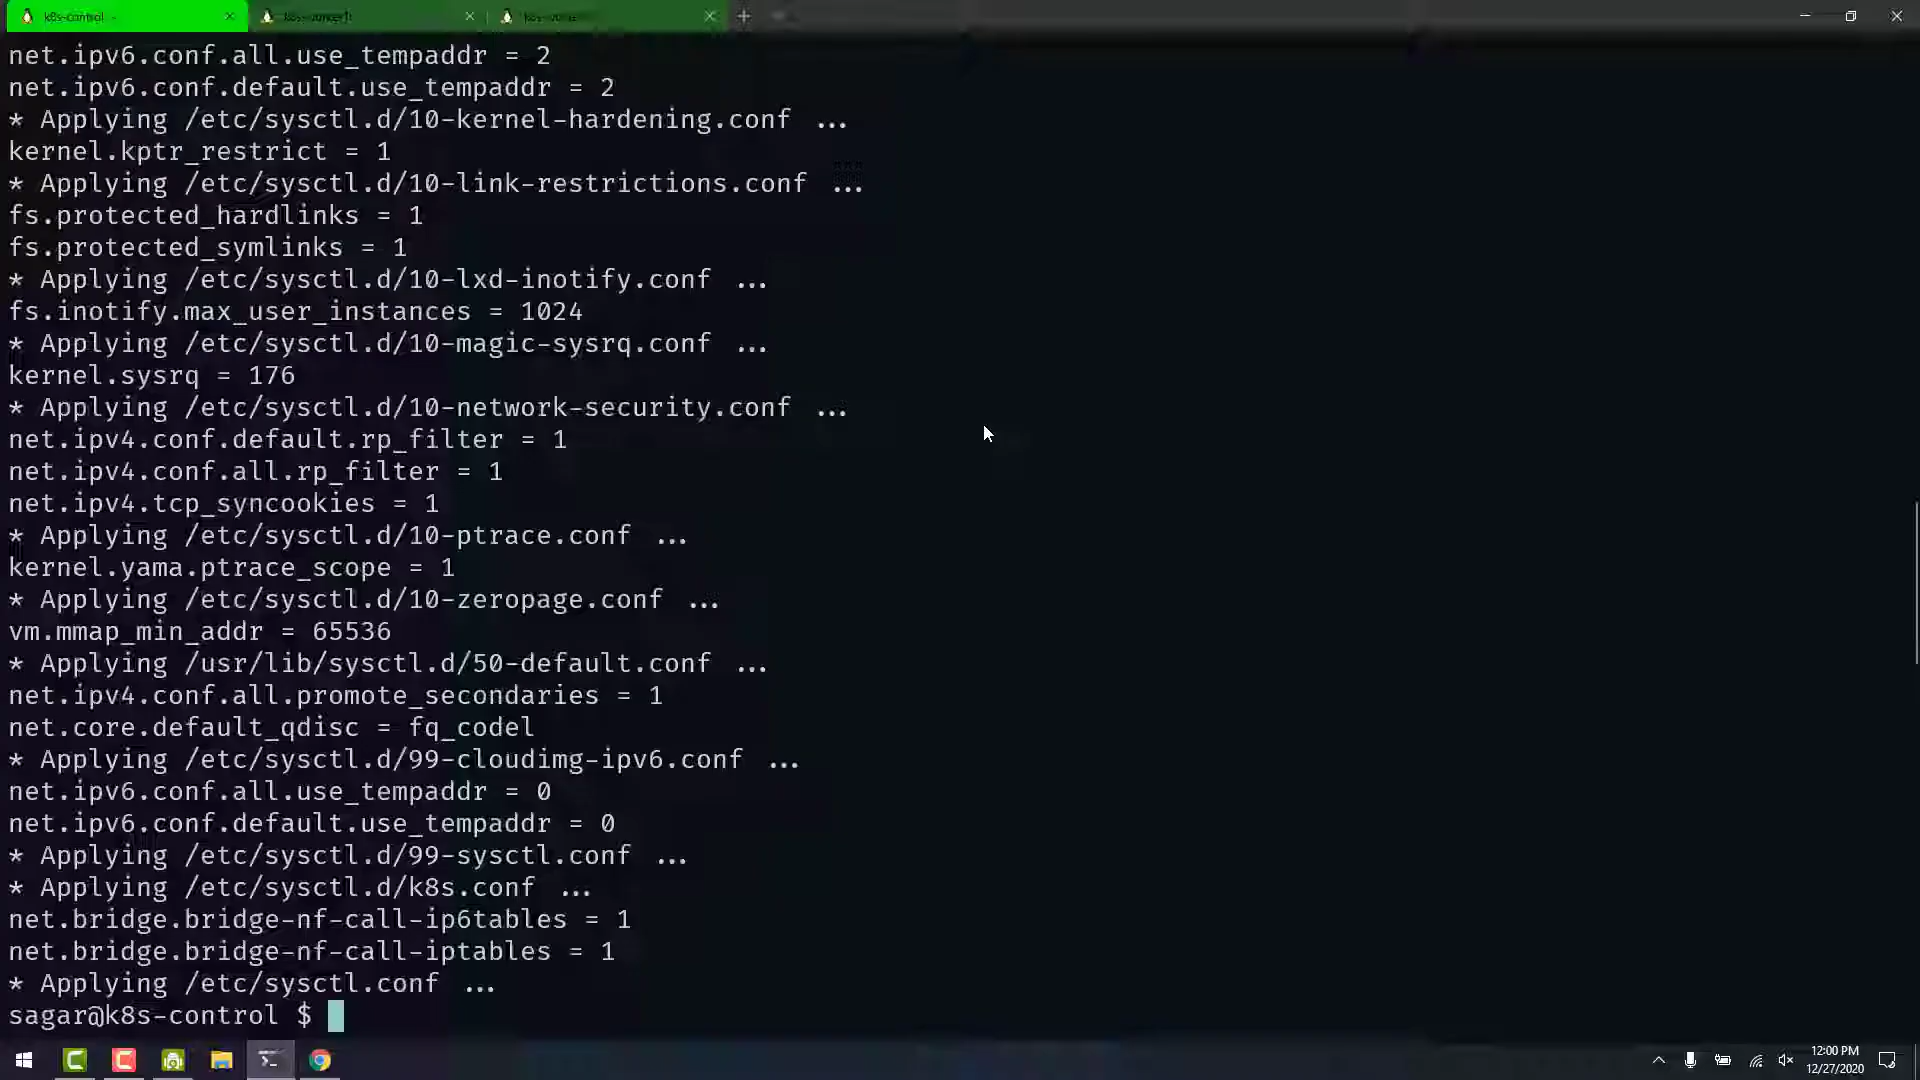 k8s-control
net.ipv6.conf.all.use_tempaddr = 2
net.ipv6.conf.default.use_tempaddr = 2
* Applying /etc/sysctl.d/10-kernel-hardening.conf ...
kernel.kptr_restrict = 1
* Applying /etc/sysctl.d/10-link-restrictions.conf ...
fs.protected_hardlinks = 1
fs.protected_symlinks = 1
* Applying /etc/sysctl.d/10-lxd-inotify.conf ...
fs.inotify.max_user_instances = 1024
* Applying /etc/sysctl.d/10-magic-sysrq.conf ...
kernel.sysrq = 176
* Applying /etc/sysctl.d/10-network-security.conf ...
net.ipv4.conf.default.rp_filter = 1
net.ipv4.conf.all.rp_filter = 1
net.ipv4.tcp_syncookies = 1
* Applying /etc/sysctl.d/10-ptrace.conf ...
kernel.yama.ptrace_scope = 1
* Applying /etc/sysctl.d/10-zeropage.conf ...
vm.mmap_min_addr = 65536
* Applying /usr/lib/sysctl.d/50-default.conf ...
net.ipv4.conf.all.promote_secondaries = 1
net.core.default_qdisc = fq_codel
* Applying /etc/sysctl.d/99-cloudimg-ipv6.conf ...
net.ipv6.conf.all.use_tempaddr = 0
net.ipv6.conf.default.use_tempaddr = 0
* Applying /etc/sysctl.d/99-sysctl.conf ...
* Applying /etc/sysctl.d/k8s.conf ...
net.bridge.bridge-nf-call-ip6tables = 1
net.bridge.bridge-nf-call-iptables = 1
* Applying /etc/sysctl.conf ...
sagar@k8s-control $
12:00 PM
12/27/2020